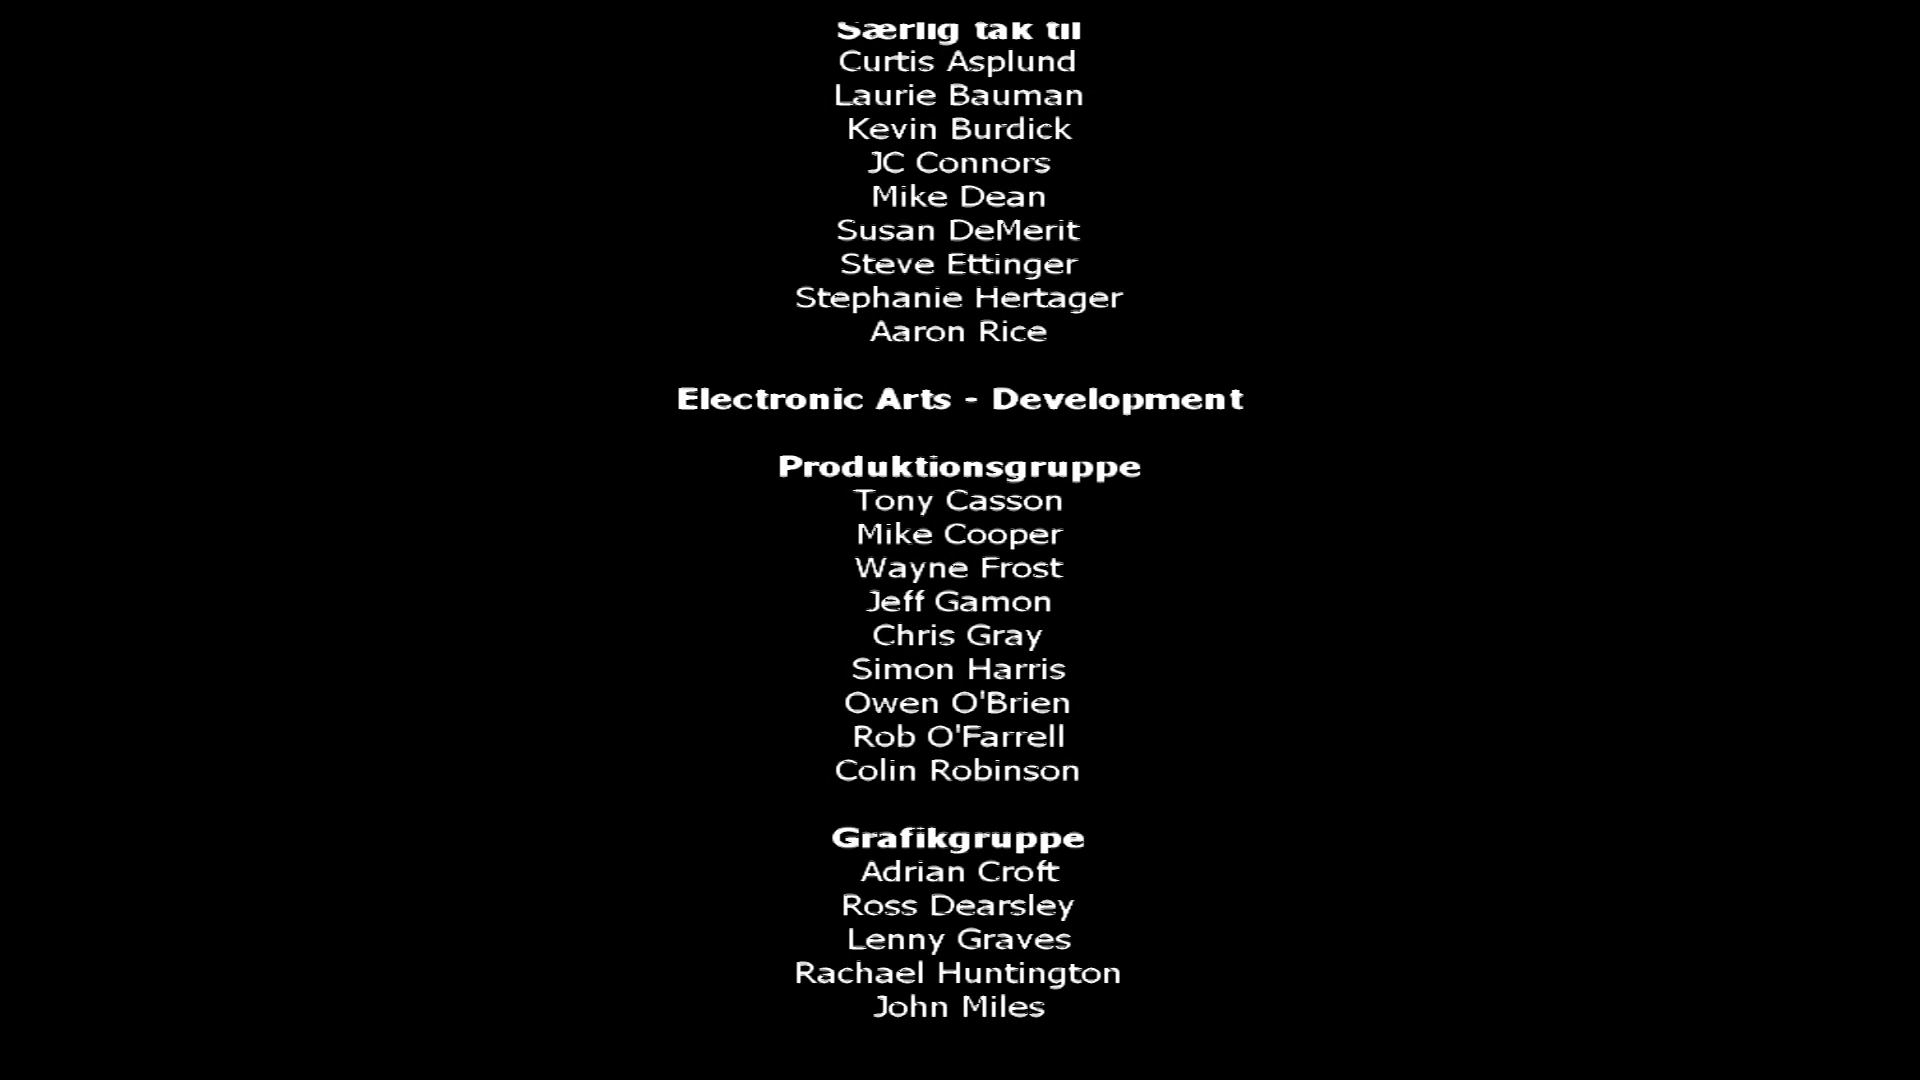 Særlig tak til
Curtis Asplund
Laurie Bauman
Kevin Burdick
JC Connors
Mike Dean
Susan DeMerit
Steve Ettinger
Stephanie Hertager
Aaron Rice
Electronic Arts - Development
Produktionsgruppe
Tony Casson
Mike Cooper
Wayne Frost
Jeff Gamon
Chris Gray
Simon Harris
Owen O'Brien
Rob O'Farrell
Colin Robinson
Grafikgruppe
Adrian Croft
Ross Dearsley
Lenny Graves
Rachael Huntington
John Miles